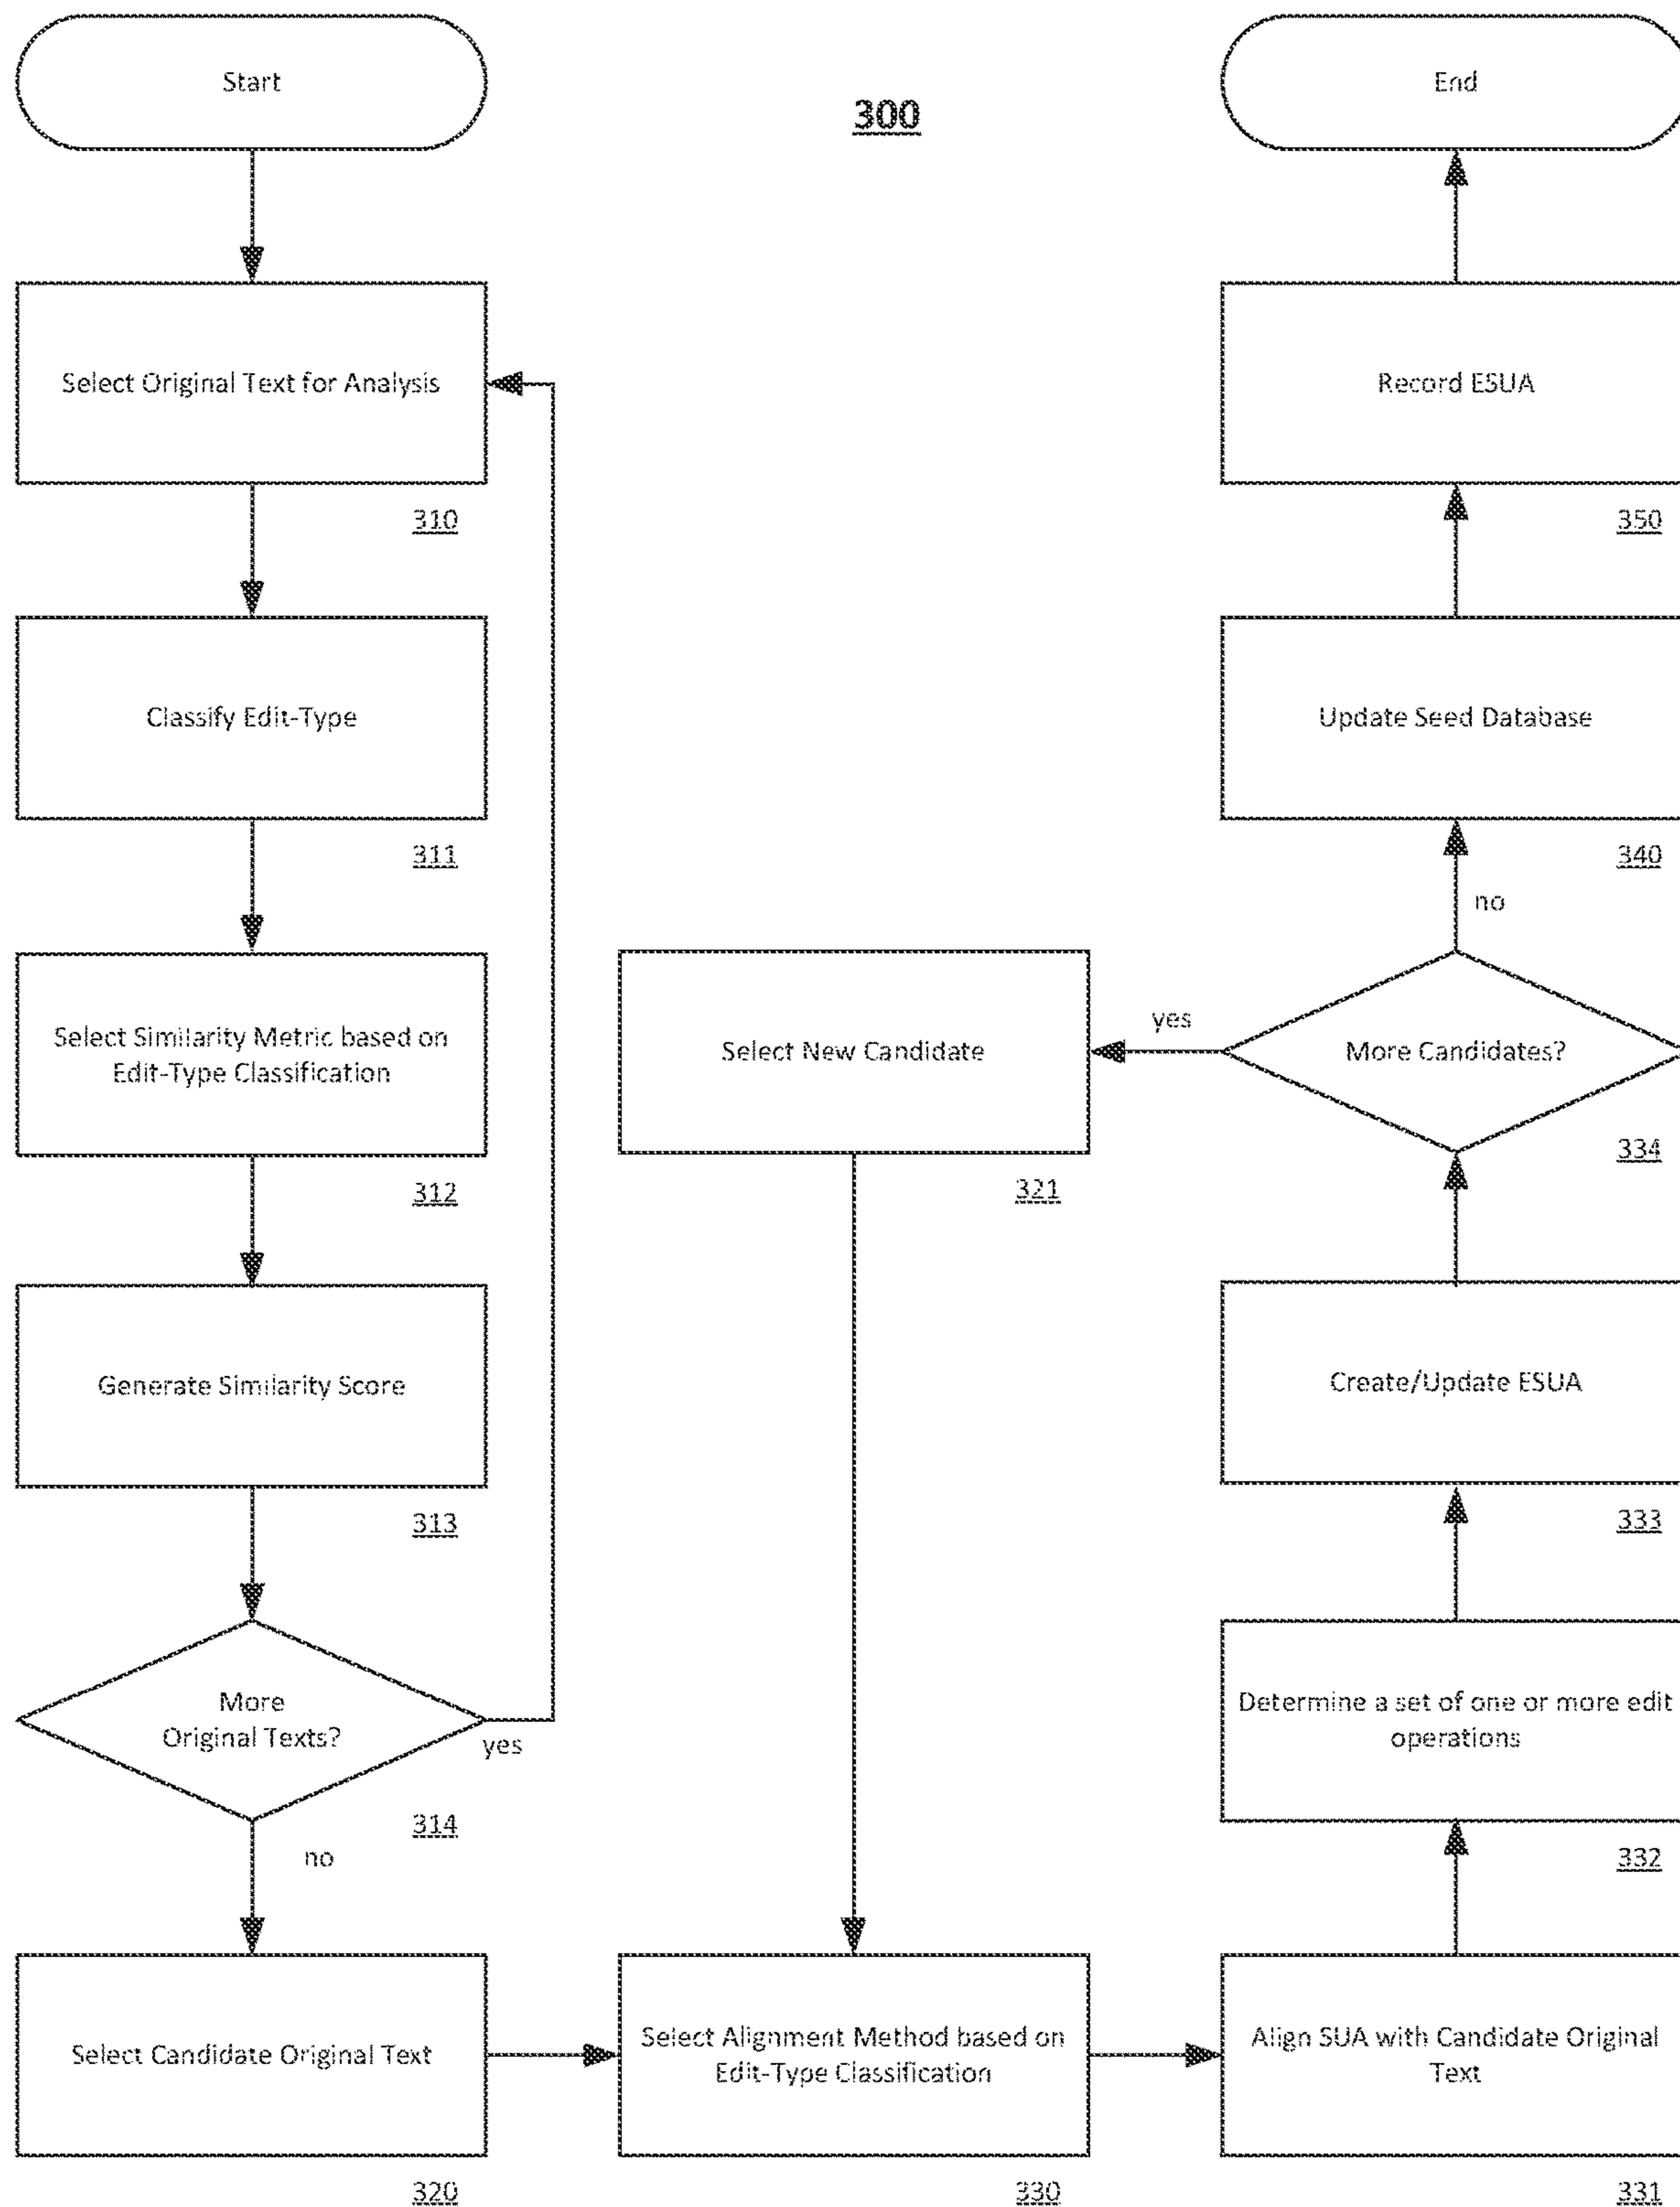 Start
300
End
Select Original Text for Analysis
310
Record ESUA
350
Classify Edit-Type
311
Update Seed Database
340
no
Select Similarity Metric based on
Edit-Type Classification
312
Select New Candidate
321
yes
More Candidates?
334
Generate Similarity Score
313
Create/Update ESUA
333
More
Original Texts?
yes
314
no
Determine a set of one or more edit
operations
332
Select Candidate Original Text
320
Select Alignment Method based on
Edit-Type Classification
330
Align SUA with Candidate Original
Text
331